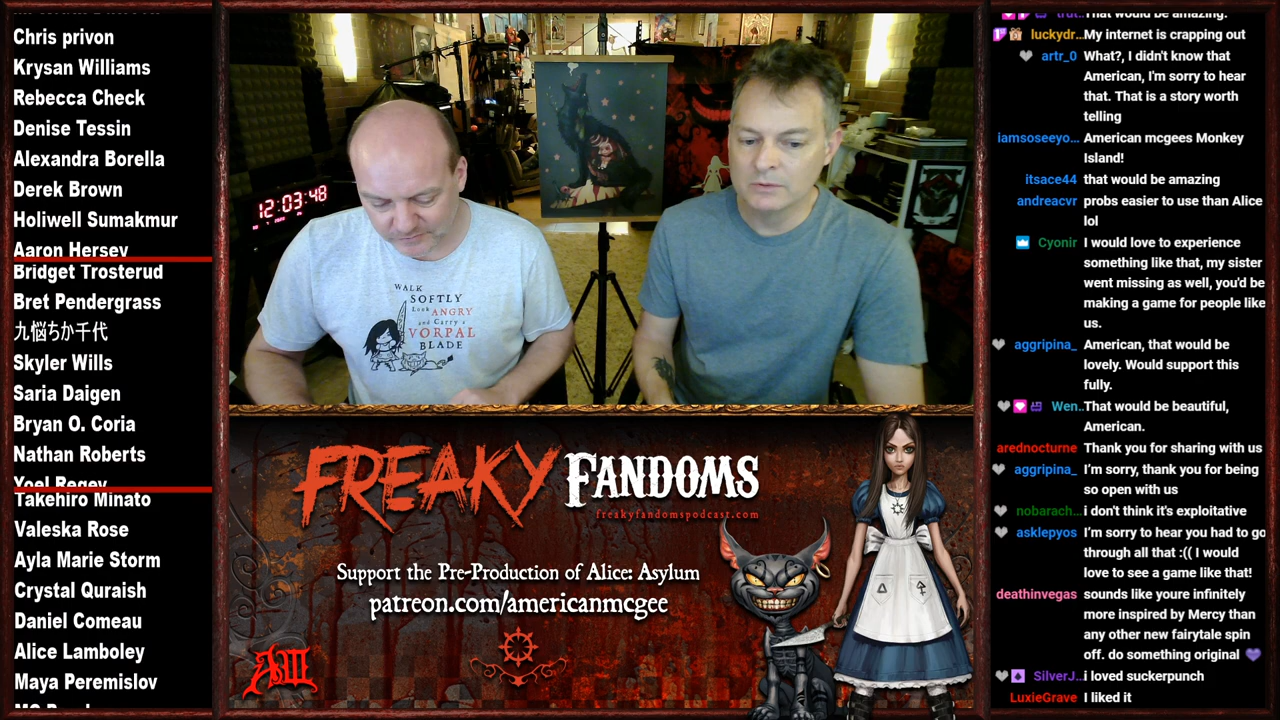 Chris privon
Krysan Williams
Rebecca Check
Denise Tessin
Alexandra Borella
Derek Brown
Holiwell Sumakmur
Aaron Hersey
Bridget Trosterud
Bret Pendergrass
九悩ちか千代
Skyler Wills
Saria Daigen
Bryan O. Coria
Nathan Roberts
Yoel Regev
Takehiro Minato
Valeska Rose
Ayla Marie Storm
Crystal Quraish
Daniel Comeau
Alice Lamboley
Maya Peremislov
12:03:48
WALK
SOFTLY
Look ANGRY
and Carry a
VORPAL
BLADE
FREAKY FANDOMS
freakyfandomspodcast.com
Support the Pre-Production of Alice: Asylum
patreon.com/americanmcgee
That would be amazing.
luckydr... My internet is crapping out
artr_0 What?, I didn't know that
American, I'm sorry to hear
that. That is a story worth
telling
iamsoseeyo... American mcgees Monkey
Island!
itsace44 that would be amazing
andreacvr probs easier to use than Alice
lol
Cyonir I would love to experience
something like that, my sister
went missing as well, you'd be
making a game for people like
us.
aggripina_ American, that would be
lovely. Would support this
fully.
Wen... That would be beautiful,
American.
arednocturne Thank you for sharing with us
aggripina_ I'm sorry, thank you for being
so open with us
nobarach... i don't think it's exploitative
asklepyos I'm sorry to hear you had to go
through all that :(( I would
love to see a game like that!
deathinvegas sounds like youre infinitely
more inspired by Mercy than
any other new fairytale spin
off. do something original 💜
SilverJ... i loved suckerpunch
LuxieGrave I liked it